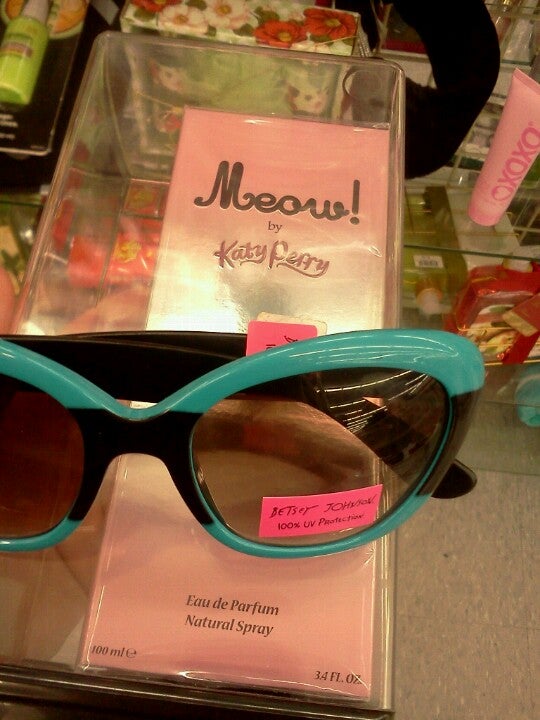 Meow!
by
Katy Perry
XOXOXO
BETSEY JOHNSON
100% UV PROTECTION
Eau de Parfum
Natural Spray
100 ml e
3.4 FL. OZ